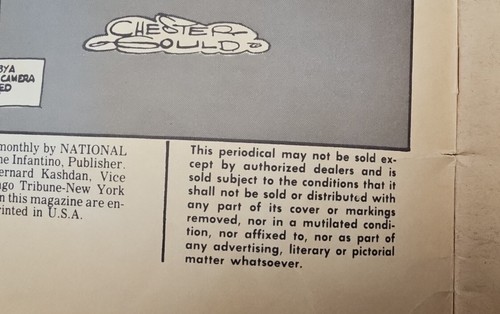 CHESTER
GOULD
BY A
CAMERA
ED
monthly by NATIONAL
ne Infantino, Publisher.
ernard Kashdan, Vice
ago Tribune-New York
n this magazine are en-
rinted in U.S.A.
This periodical may not be sold ex-
cept by authorized dealers and is
sold subject to the conditions that it
shall not be sold or distributed with
any part of its cover or markings
removed, nor in a mutilated condi-
tion, nor affixed to, nor as part of
any advertising, literary or pictorial
matter whatsoever.